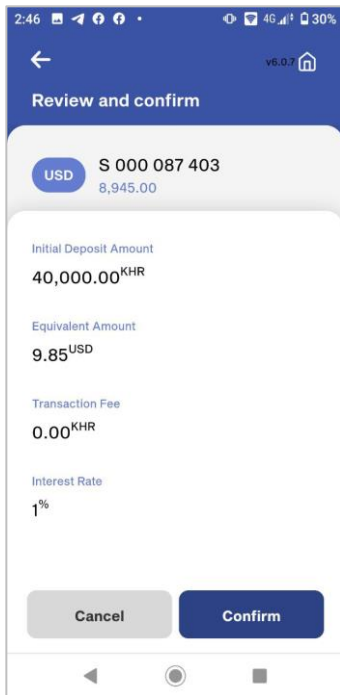 2:46 4G 30%
v6.0.7
Review and confirm
USD S 000 087 403
8,945.00
Initial Deposit Amount
40,000.00KHR
Equivalent Amount
9.85USD
Transaction Fee
0.00KHR
Interest Rate
1%
Cancel Confirm